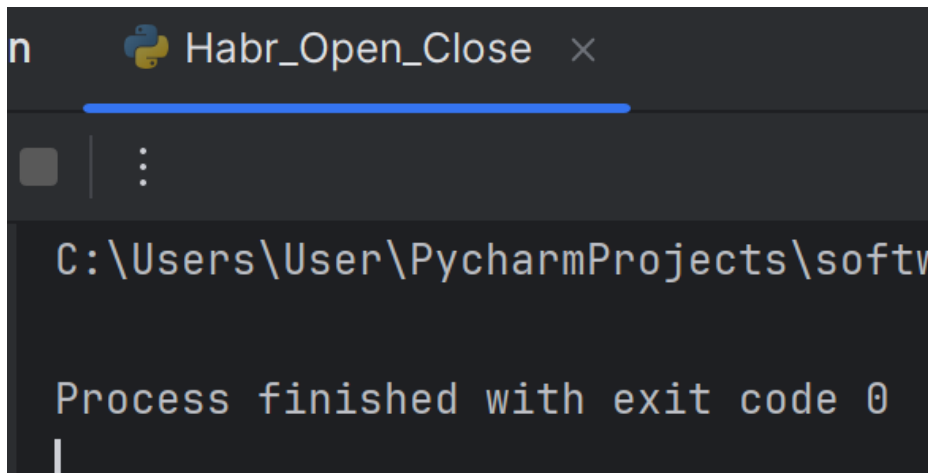 n Habr_Open_Close
C:\Users\User\PycharmProjects\softw
Process finished with exit code 0